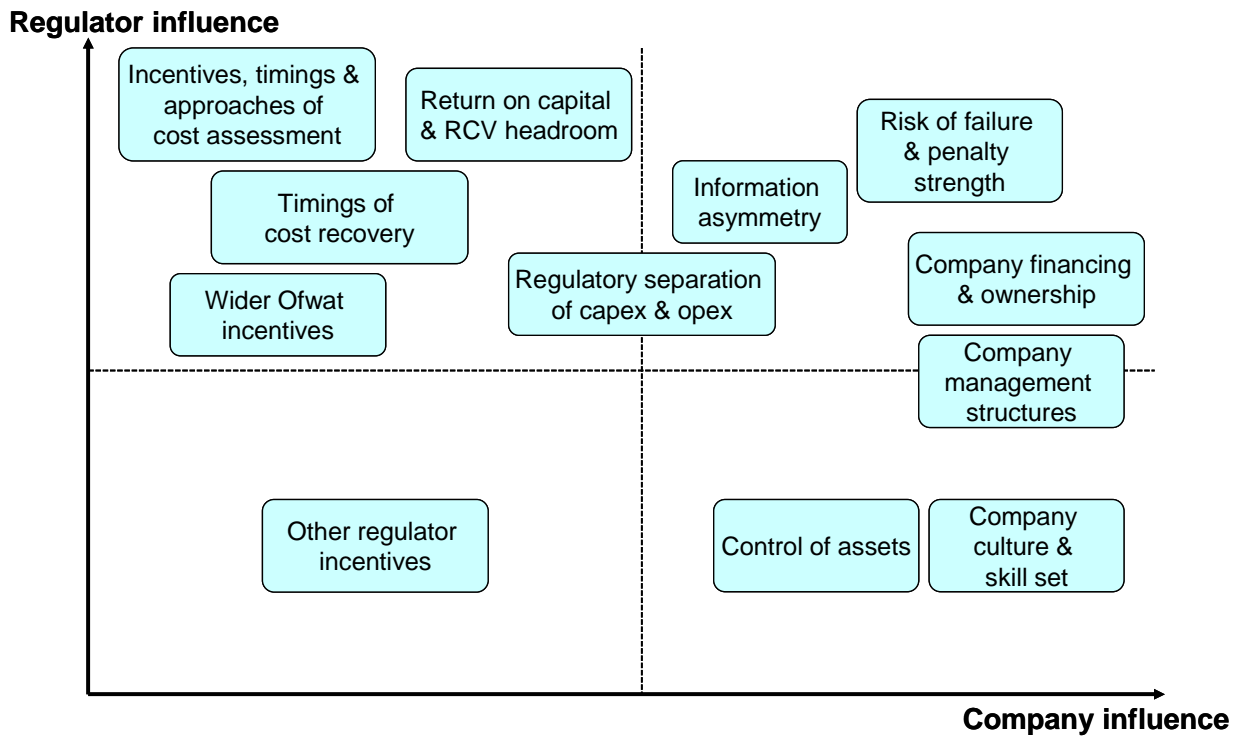 Regulator influence
Incentives, timings &
approaches of
cost assessment
Return on capital
& RCV headroom
Risk of failure
& penalty
strength
Information
asymmetry
Timings of
cost recovery
Company financing
& ownership
Regulatory separation
of capex & opex
Wider Ofwat
incentives
Company
management
structures
Other regulator
incentives
Control of assets
Company
culture &
skill set
Company influence